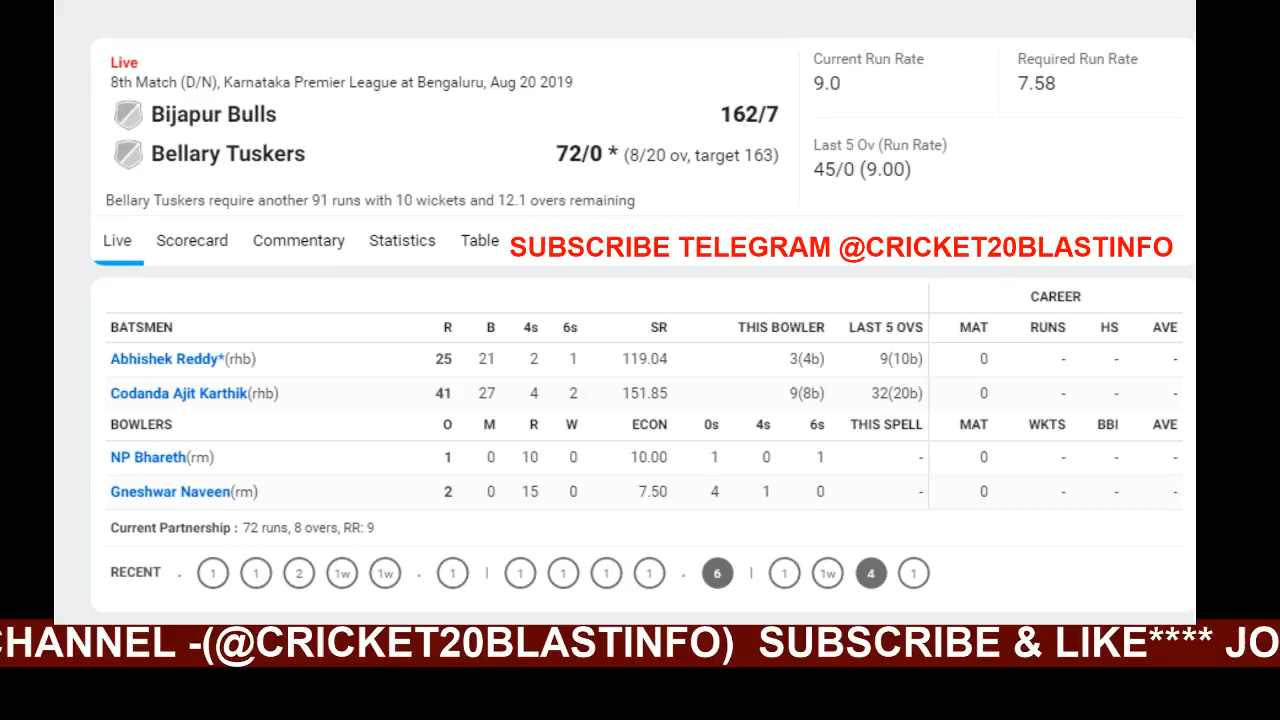 Live
8th Match (D/N), Karnataka Premier League at Bengaluru, Aug 20 2019
Bijapur Bulls 162/7
Bellary Tuskers 72/0 * (8/20 ov, target 163)
Bellary Tuskers require another 91 runs with 10 wickets and 12.1 overs remaining
Current Run Rate Required Run Rate
9.0 7.58
Last 5 Ov (Run Rate)
45/0 (9.00)
Live Scorecard Commentary Statistics Table SUBSCRIBE TELEGRAM @CRICKET20BLASTINFO
CAREER
BATSMEN R B 4s 6s SR THIS BOWLER LAST 5 OVS MAT RUNS HS AVE
Abhishek Reddy*(rhb) 25 21 2 1 119.04 3(4b) 9(10b) 0 - - -
Codanda Ajit Karthik(rhb) 41 27 4 2 151.85 9(8b) 32(20b) 0 - - -
BOWLERS O M R W ECON 0s 4s 6s THIS SPELL MAT WKTS BBI AVE
NP Bhareth(rm) 1 0 10 0 10.00 1 0 1 - 0 - - -
Gneshwar Naveen(rm) 2 0 15 0 7.50 4 1 0 - 0 - - -
Current Partnership : 72 runs, 8 overs, RR: 9
RECENT . 1 1 2 1w 1w . 1 | 1 1 1 1 . 6 | 1 1w 4 1
CHANNEL -(@CRICKET20BLASTINFO) SUBSCRIBE & LIKE**** JO